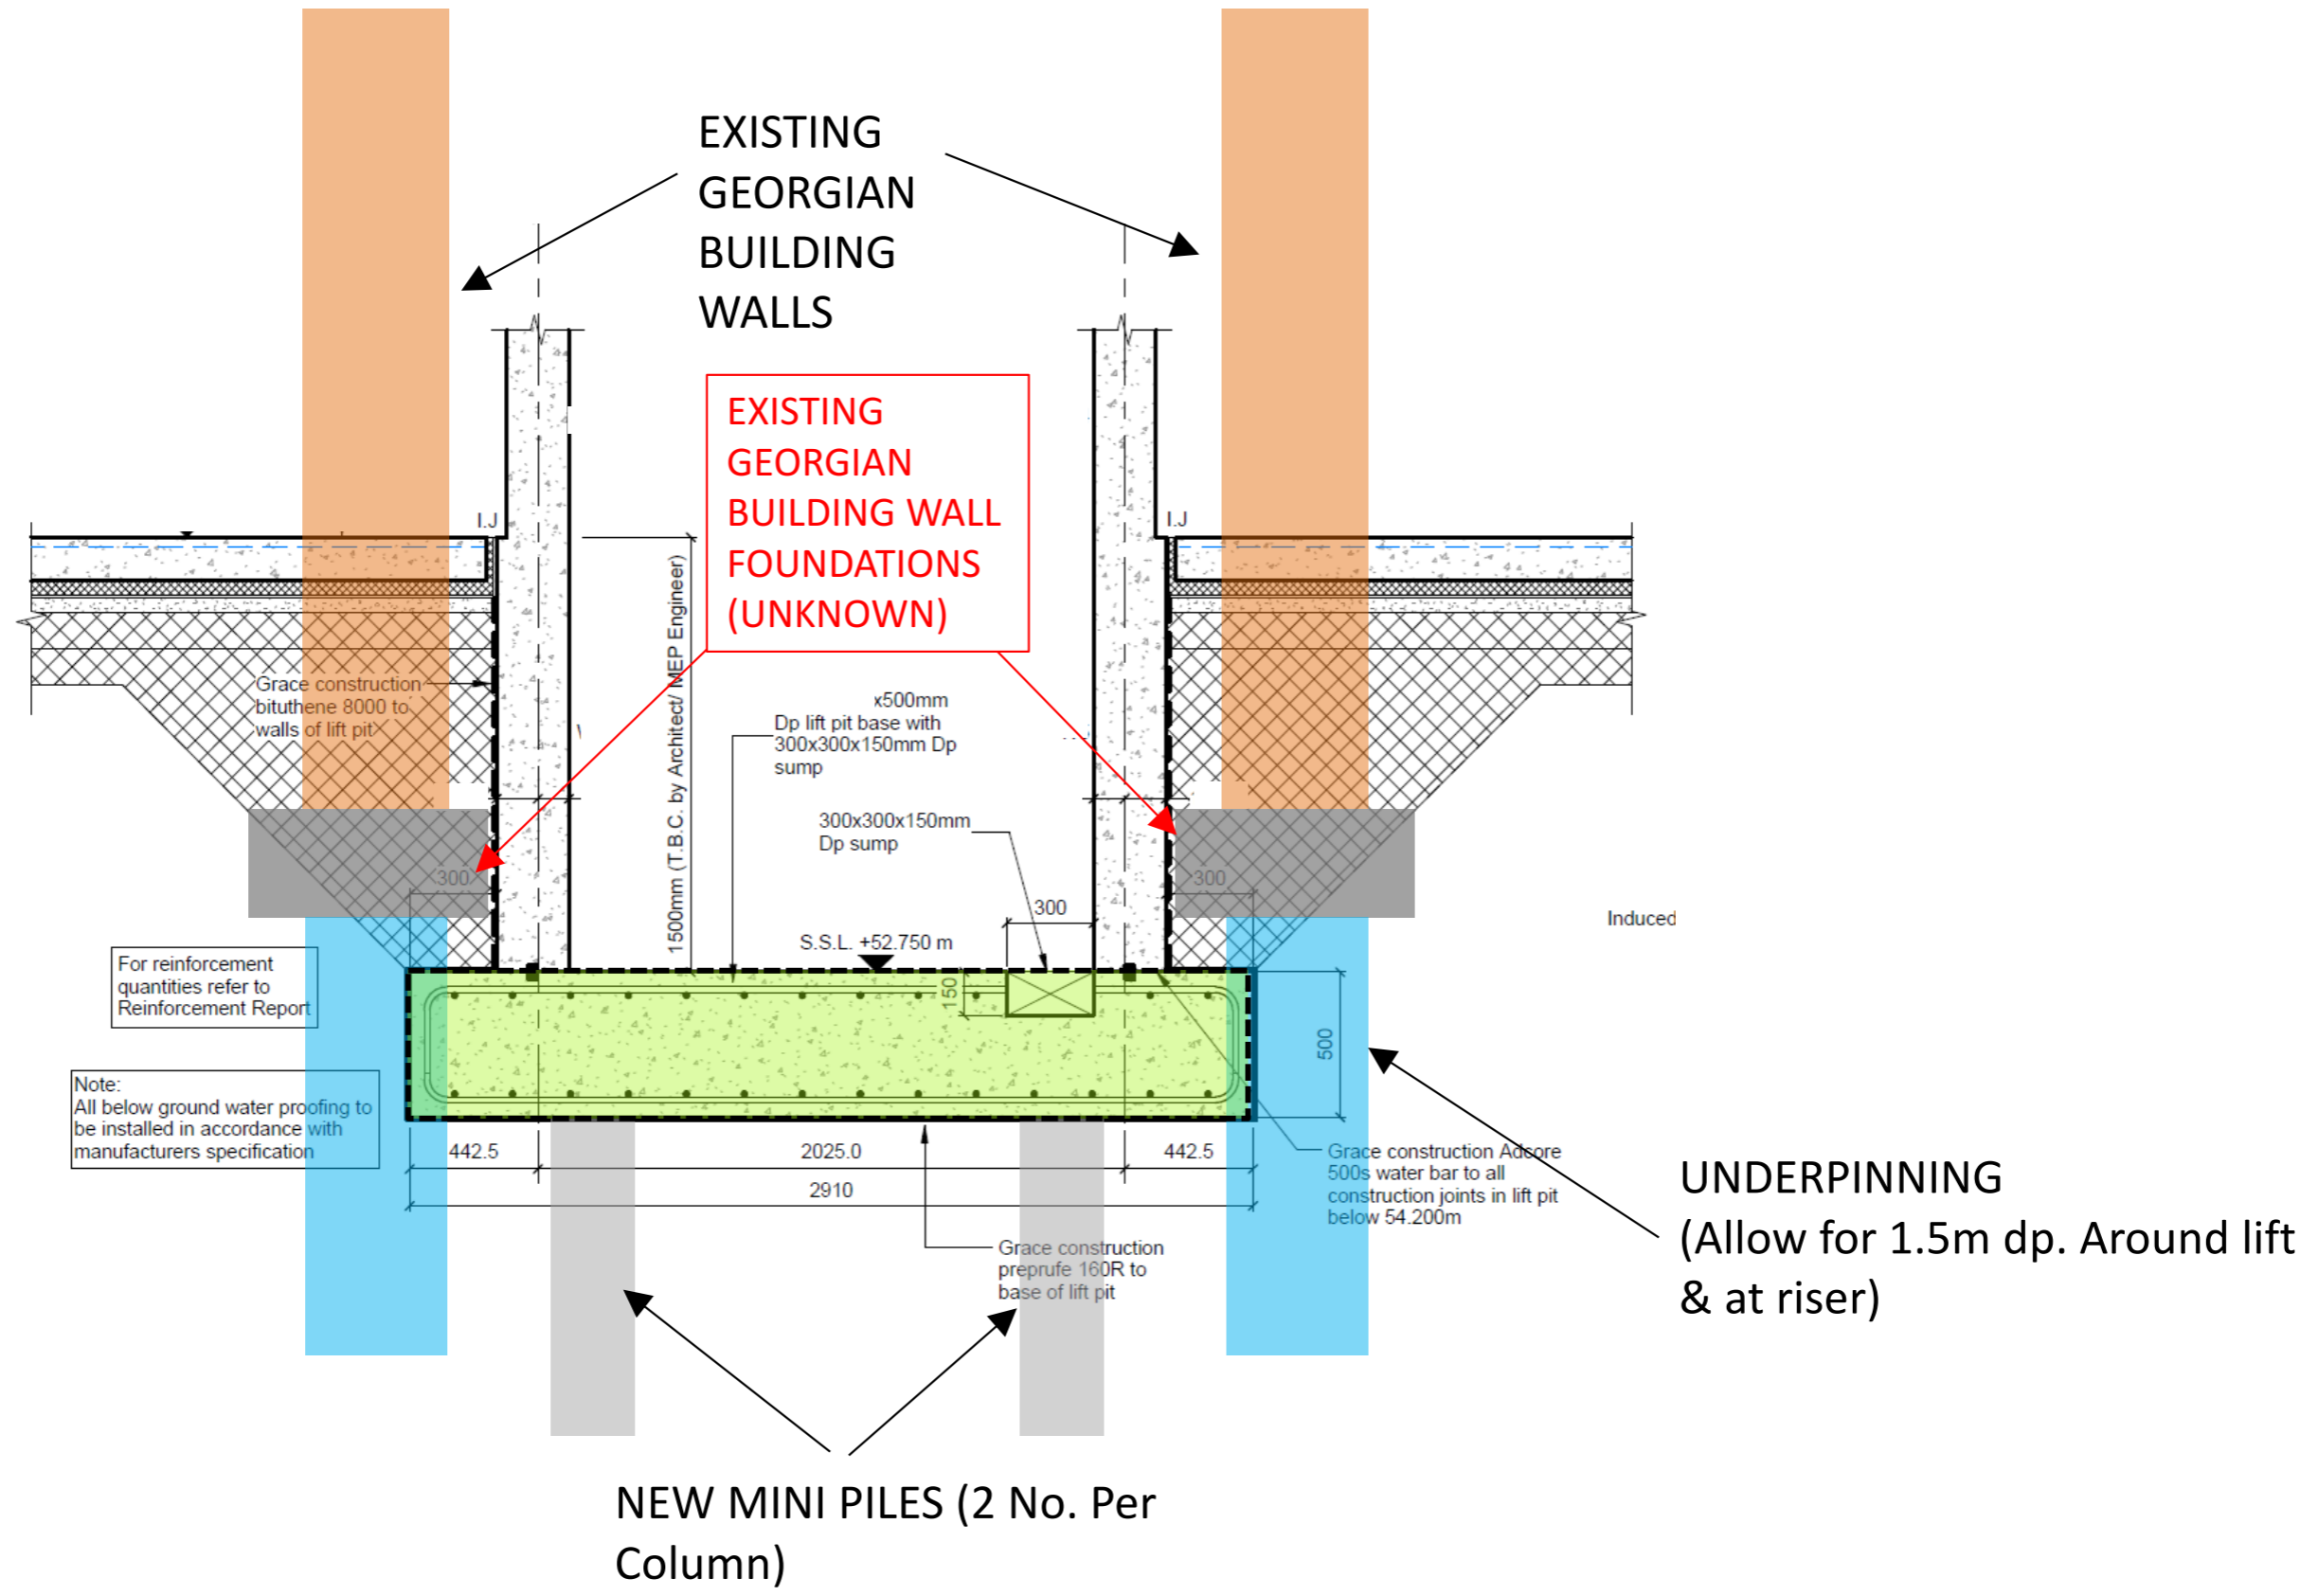 EXISTING
GEORGIAN
BUILDING
WALLS
EXISTING
GEORGIAN
BUILDING WALL
FOUNDATIONS
(UNKNOWN)
I.J
I.J
1500mm (T.B.C. by Architect/ MEP Engineer)
Grace construction
bituthene 8000 to
walls of lift pit
x500mm
Dp lift pit base with
300x300x150mm Dp
sump
300x300x150mm
Dp sump
300
300
300
Induced
S.S.L. +52.750 m
150
500
For reinforcement
quantities refer to
Reinforcement Report
Note:
All below ground water proofing to
be installed in accordance with
manufacturers specification
442.5
2025.0
442.5
2910
Grace construction Adcore
500s water bar to all
construction joints in lift pit
below 54.200m
Grace construction
preprufe 160R to
base of lift pit
UNDERPINNING
(Allow for 1.5m dp. Around lift
& at riser)
NEW MINI PILES (2 No. Per
Column)